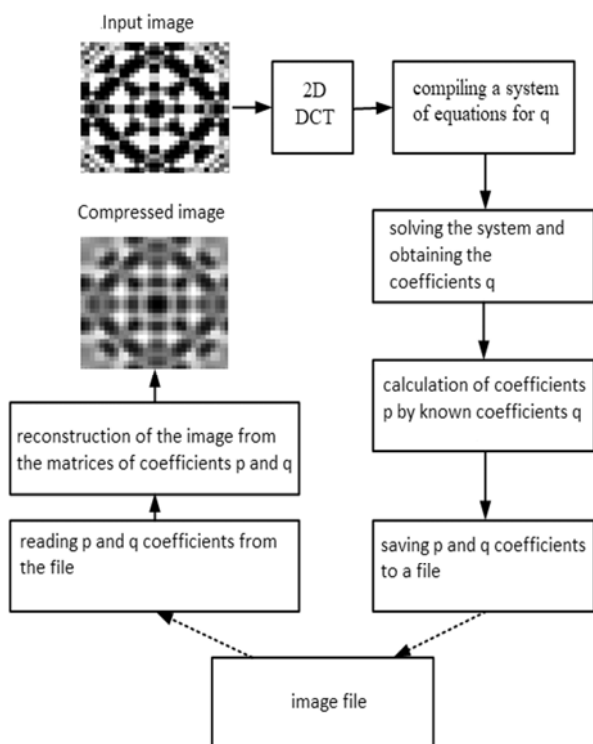 Input image
2D
DCT
compiling a system
of equations for q
solving the system and
obtaining the
coefficients q
calculation of coefficients
p by known coefficients q
saving p and q coefficients
to a file
image file
reading p and q coefficients from
the file
reconstruction of the image from
the matrices of coefficients p and q
Compressed image